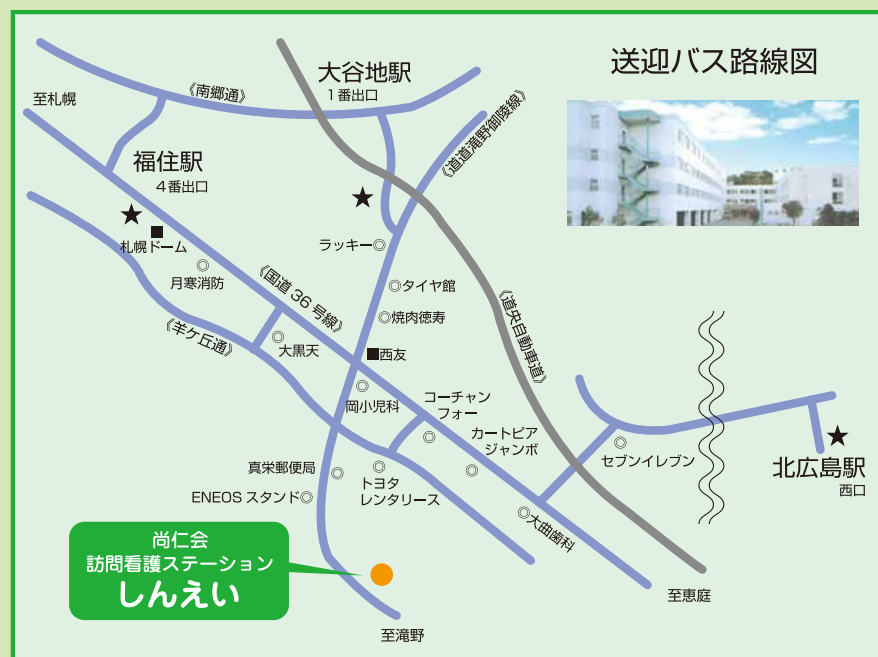 送迎バス路線図
大谷地駅
1番出口
《南郷通》
至札幌
《道道滝野御陵線》
福住駅
4番出口
札幌ドーム
月寒消防
ラッキー
タイヤ館
焼肉徳寿
《国道36号線》
《道央自動車道》
《羊ケ丘通》
大黒天
西友
岡小児科
コーチャン
フォー
カートピア
ジャンボ
セブンイレブン
北広島駅
西口
真栄郵便局
トヨタ
レンタリース
ENEOSスタンド
大曲歯科
尚仁会
訪問看護ステーション
しんえい
至恵庭
至滝野